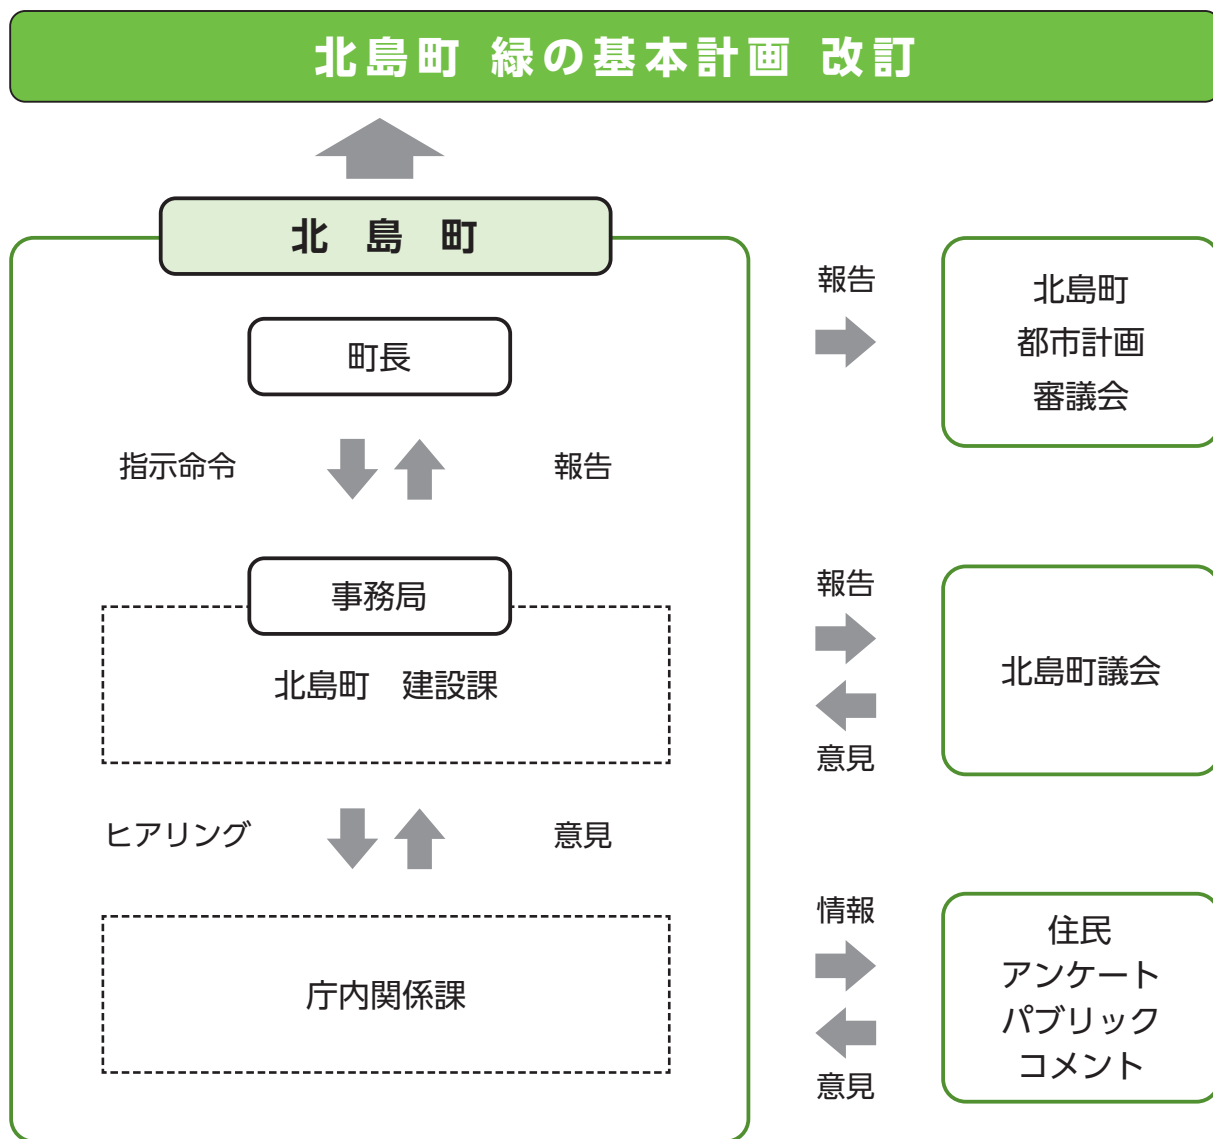 北島町 緑の基本計画 改訂
北 島 町
町長
指示命令
報告
事務局
北島町 建設課
ヒアリング
意見
庁内関係課
報告
北島町
都市計画
審議会
報告
北島町議会
意見
情報
住民
アンケート
パブリック
コメント
意見